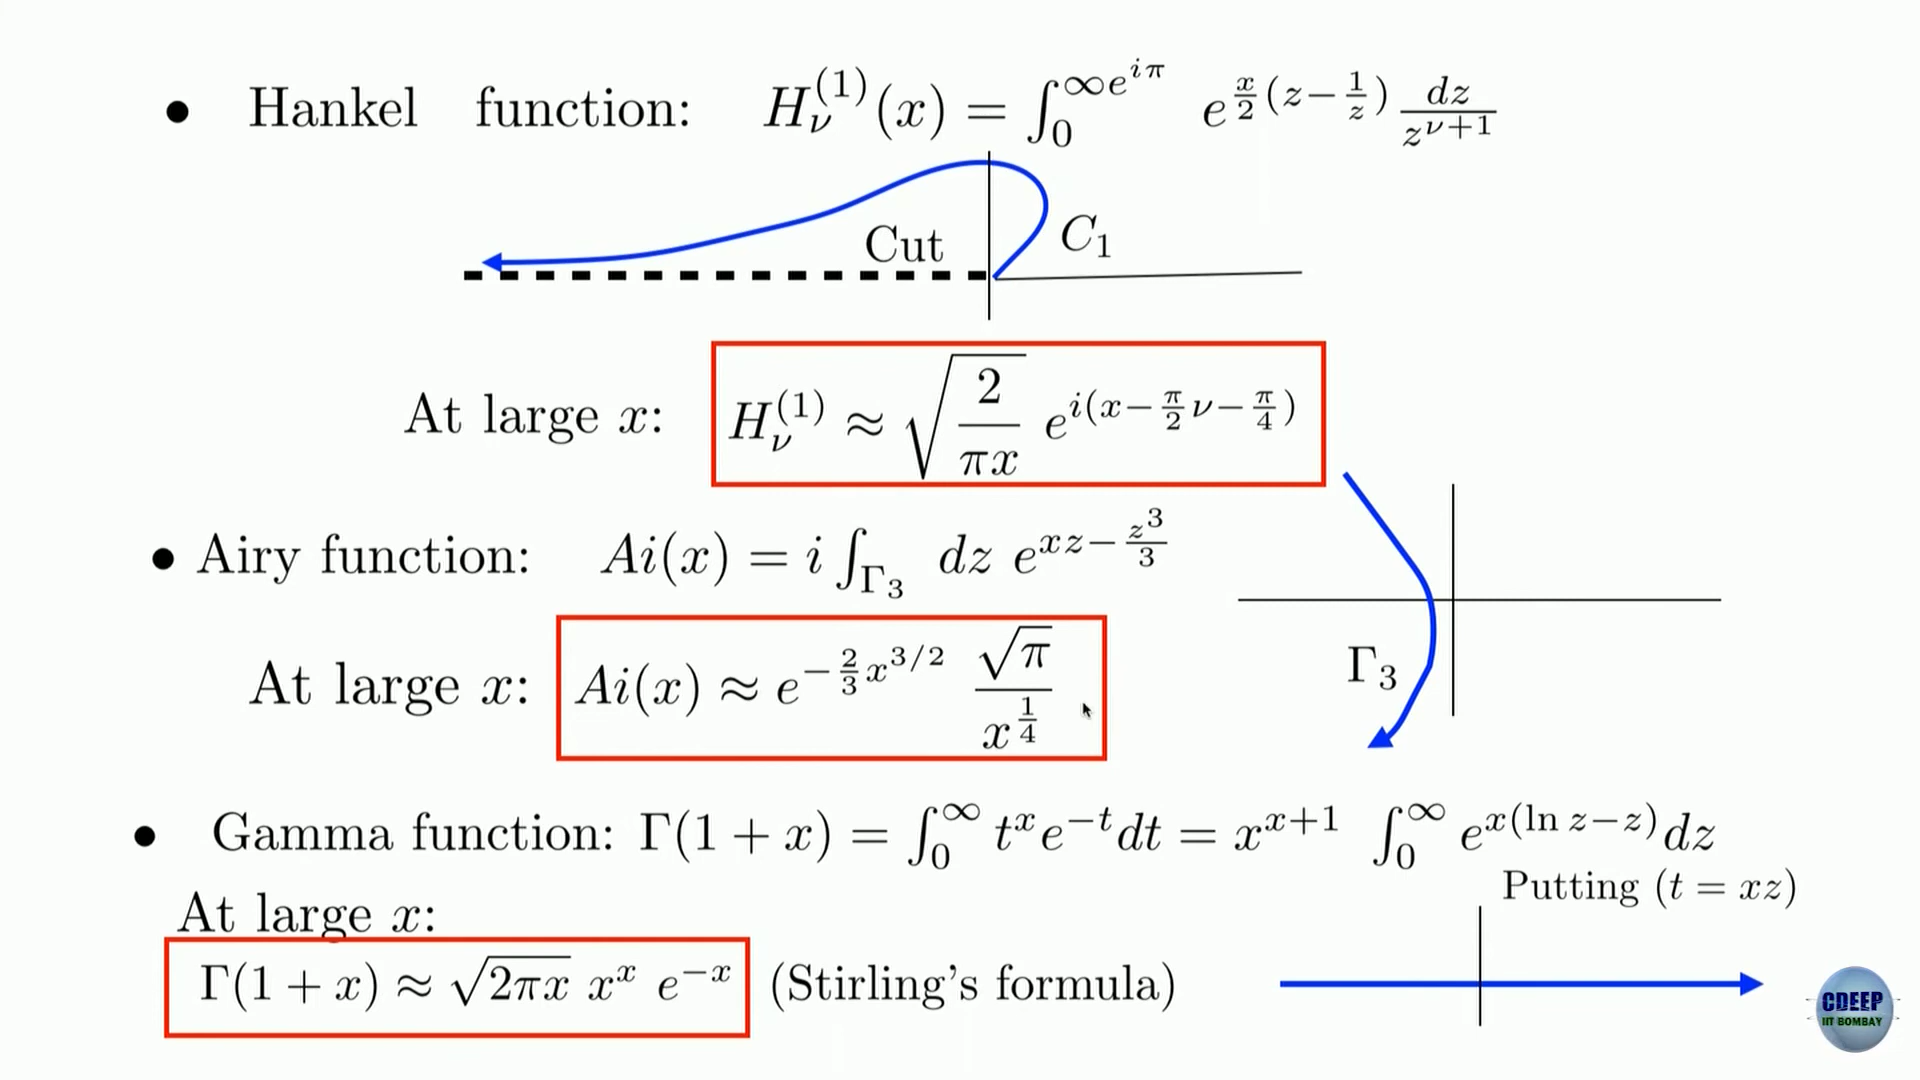 • Hankel function: $H_\nu^{(1)}(x) = \int_0^{\infty e^{i\pi}} e^{\frac{x}{2}(z-\frac{1}{z})} \frac{dz}{z^{\nu+1}}$
Cut
$C_1$
At large $x$: $H_\nu^{(1)} \approx \sqrt{\frac{2}{\pi x}} \; e^{i(x-\frac{\pi}{2}\nu-\frac{\pi}{4})}$
• Airy function: $Ai(x) = i \int_{\Gamma_3} dz \; e^{xz-\frac{z^3}{3}}$
$\Gamma_3$
At large $x$: $Ai(x) \approx e^{-\frac{2}{3}x^{3/2}} \; \frac{\sqrt{\pi}}{x^{\frac{1}{4}}}$
• Gamma function: $\Gamma(1+x) = \int_0^\infty t^x e^{-t} dt = x^{x+1} \int_0^\infty e^{x(\ln z - z)} dz$
Putting $(t = xz)$
At large $x$:
$\Gamma(1+x) \approx \sqrt{2\pi x} \; x^x \; e^{-x}$ (Stirling's formula)
CDEEP
IIT BOMBAY